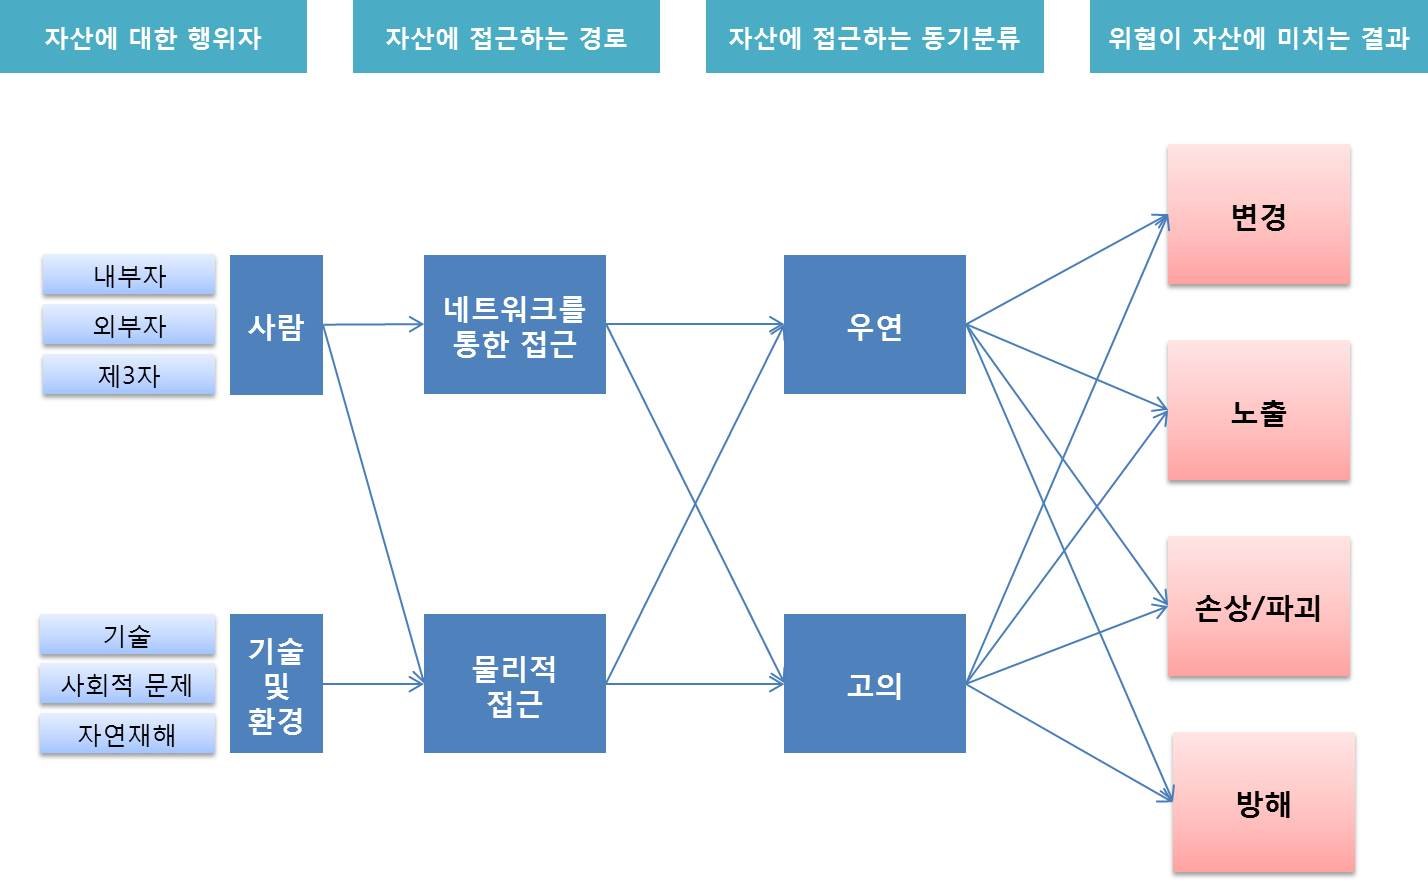 자산에 대한 행위자
자산에 접근하는 경로
자산에 접근하는 동기분류
위협이 자산에 미치는 결과
내부자
외부자
제3자
사람
네트워크를
통한 접근
우연
변경
노출
기술
사회적 문제
자연재해
기술
및
환경
물리적
접근
고의
손상/파괴
방해